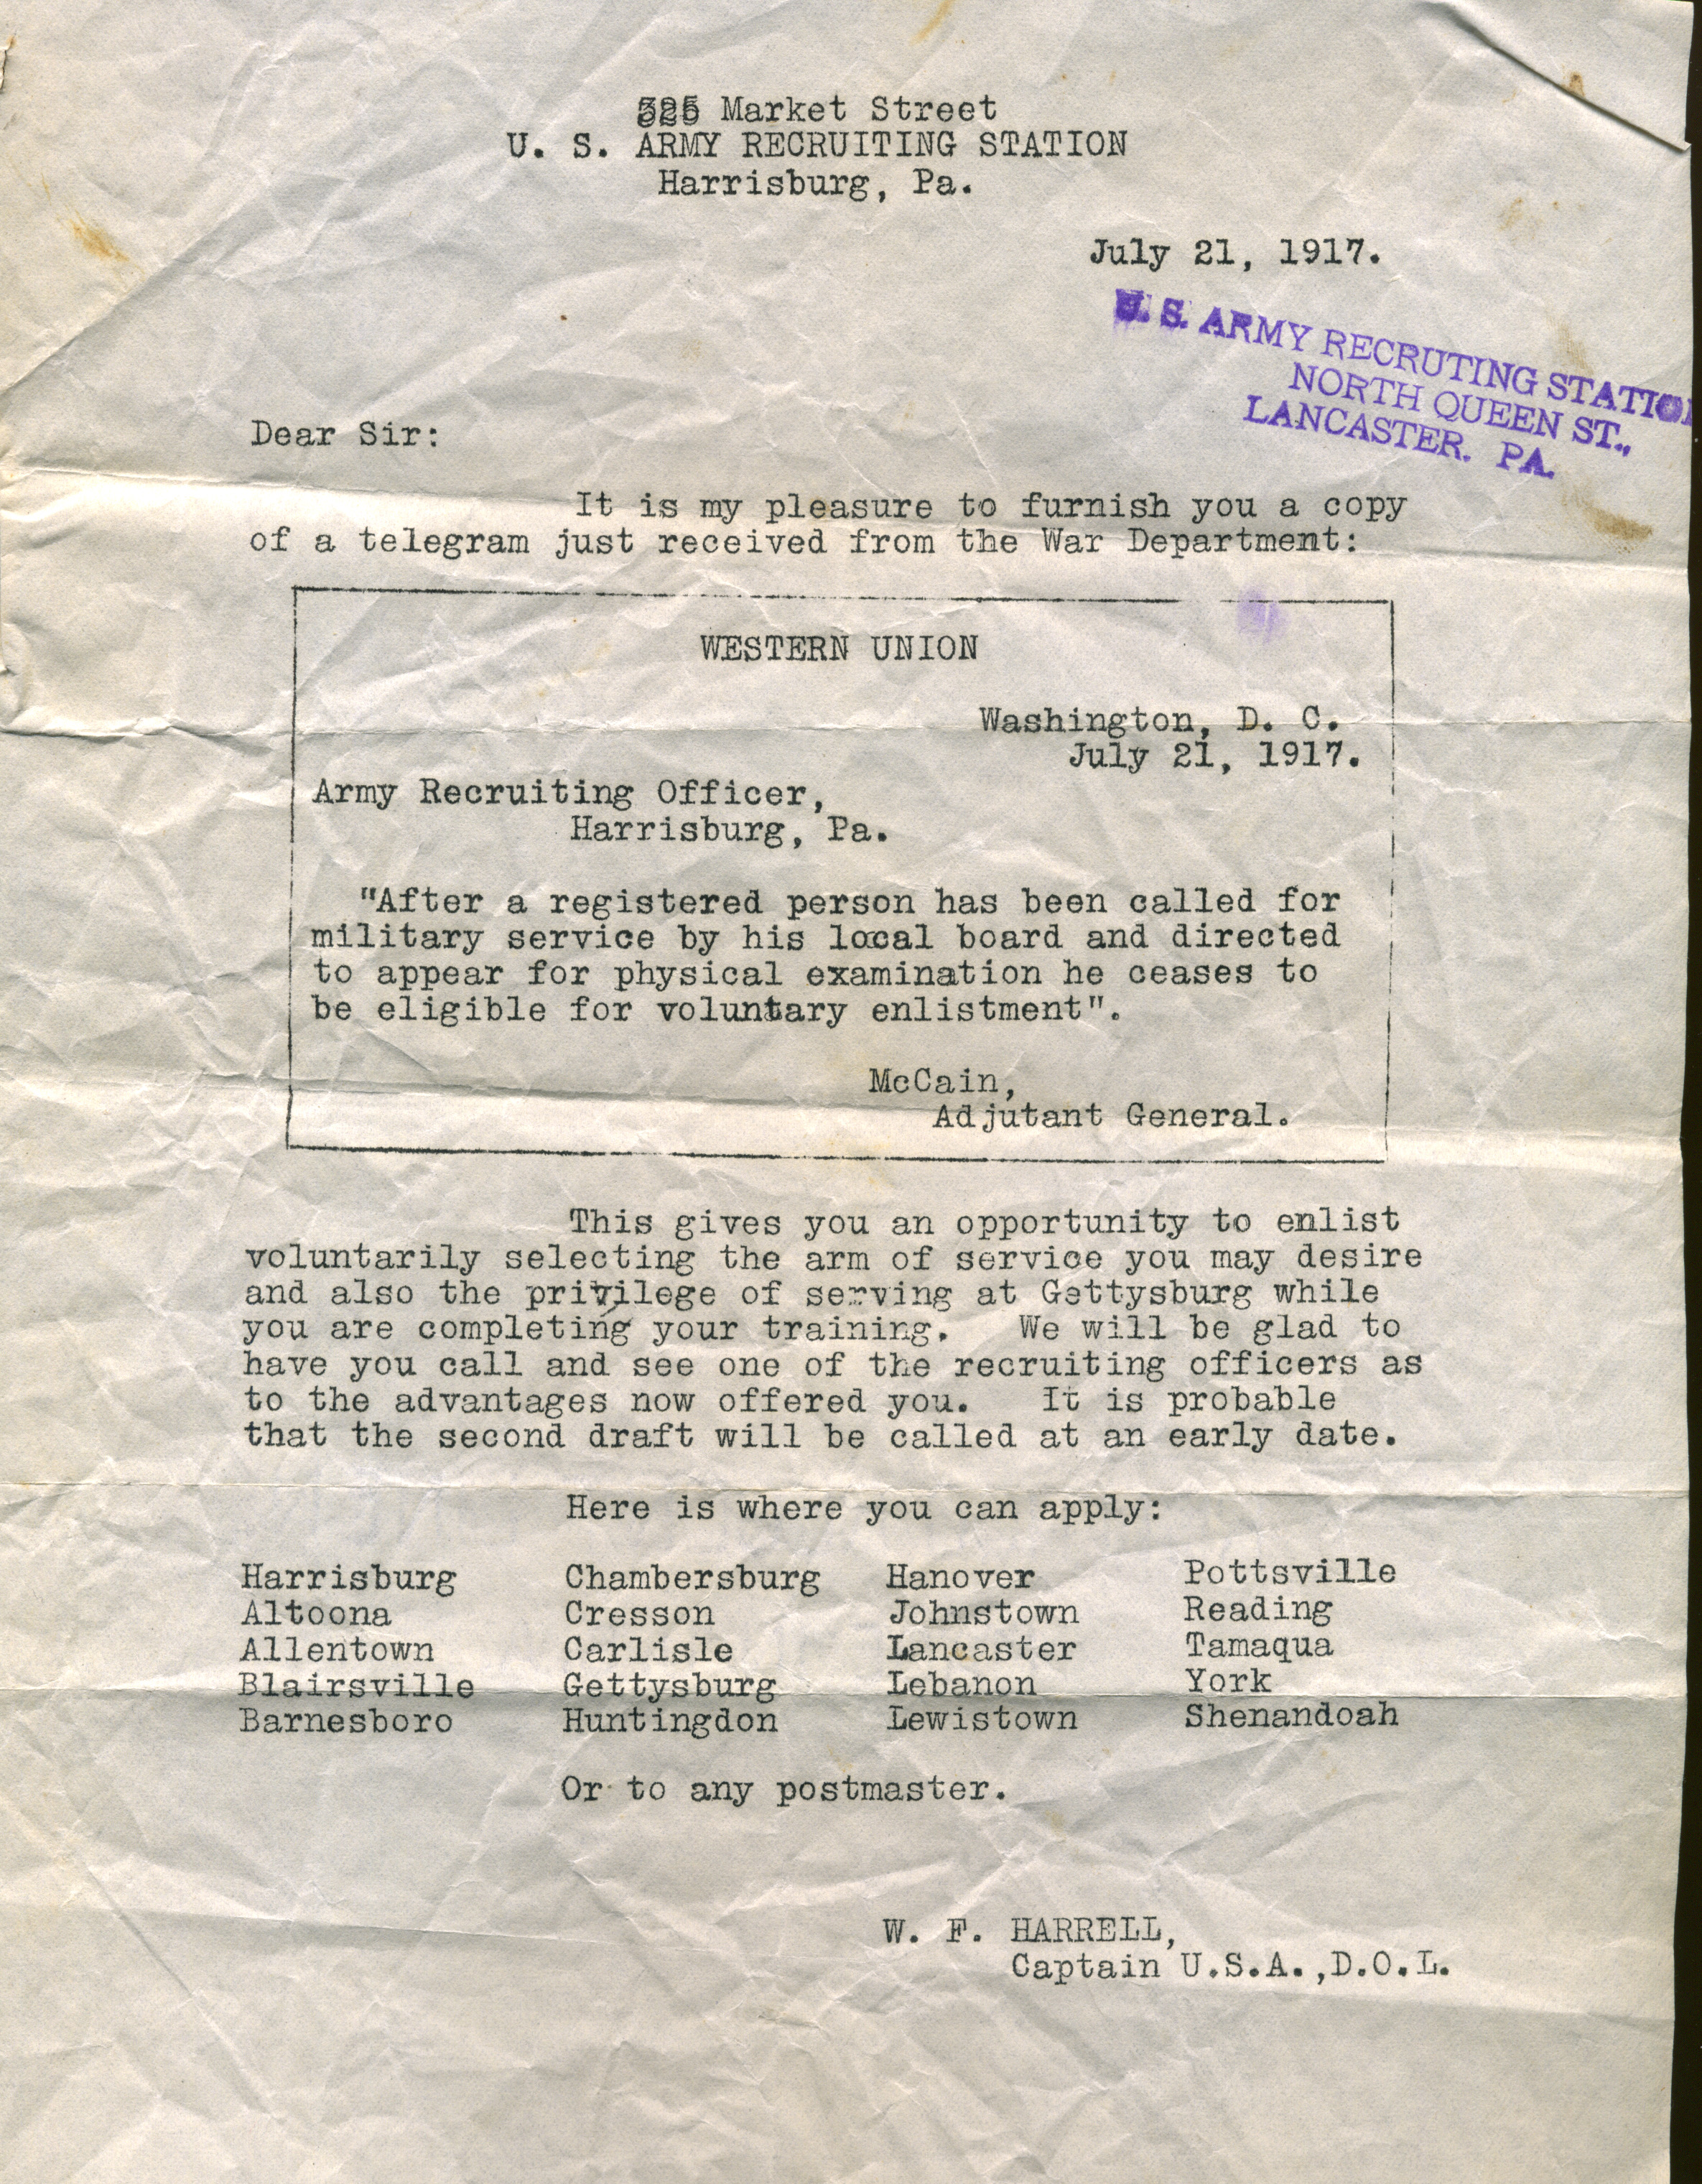 325 Market Street
U. S. ARMY RECRUITING STATION
Harrisburg, Pa.
July 21, 1917.
U. S. ARMY RECRUTING STATION
NORTH QUEEN ST.,
LANCASTER. PA.
Dear Sir:
It is my pleasure to furnish you a copy
of a telegram just received from the War Department:
WESTERN UNION
Washington, D. C.
July 21, 1917.
Army Recruiting Officer,
Harrisburg, Pa.
"After a registered person has been called for
military service by his local board and directed
to appear for physical examination he ceases to
be eligible for voluntary enlistment".
McCain,
Adjutant General.
This gives you an opportunity to enlist
voluntarily selecting the arm of service you may desire
and also the privilege of serving at Gettysburg while
you are completing your training. We will be glad to
have you call and see one of the recruiting officers as
to the advantages now offered you. It is probable
that the second draft will be called at an early date.
Here is where you can apply:
Harrisburg Chambersburg Hanover Pottsville
Altoona Cresson Johnstown Reading
Allentown Carlisle Lancaster Tamaqua
Blairsville Gettysburg Lebanon York
Barnesboro Huntingdon Lewistown Shenandoah
Or to any postmaster.
W. F. HARRELL,
Captain U.S.A.,D.O.L.